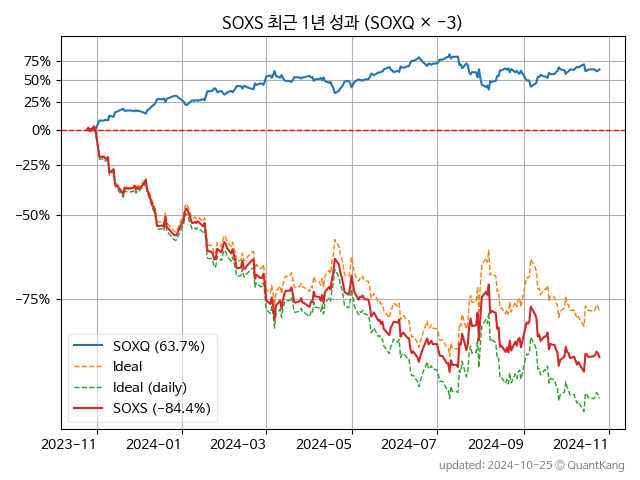 SOXS 최근 1년 성과 (SOXQ × −3)
75%
50%
25%
0%
−25%
−50%
−75%
SOXQ (63.7%)
Ideal
Ideal (daily)
SOXS (−84.4%)
2023-11 2024-01 2024-03 2024-05 2024-07 2024-09 2024-11
updated: 2024-10-25 © QuantKang